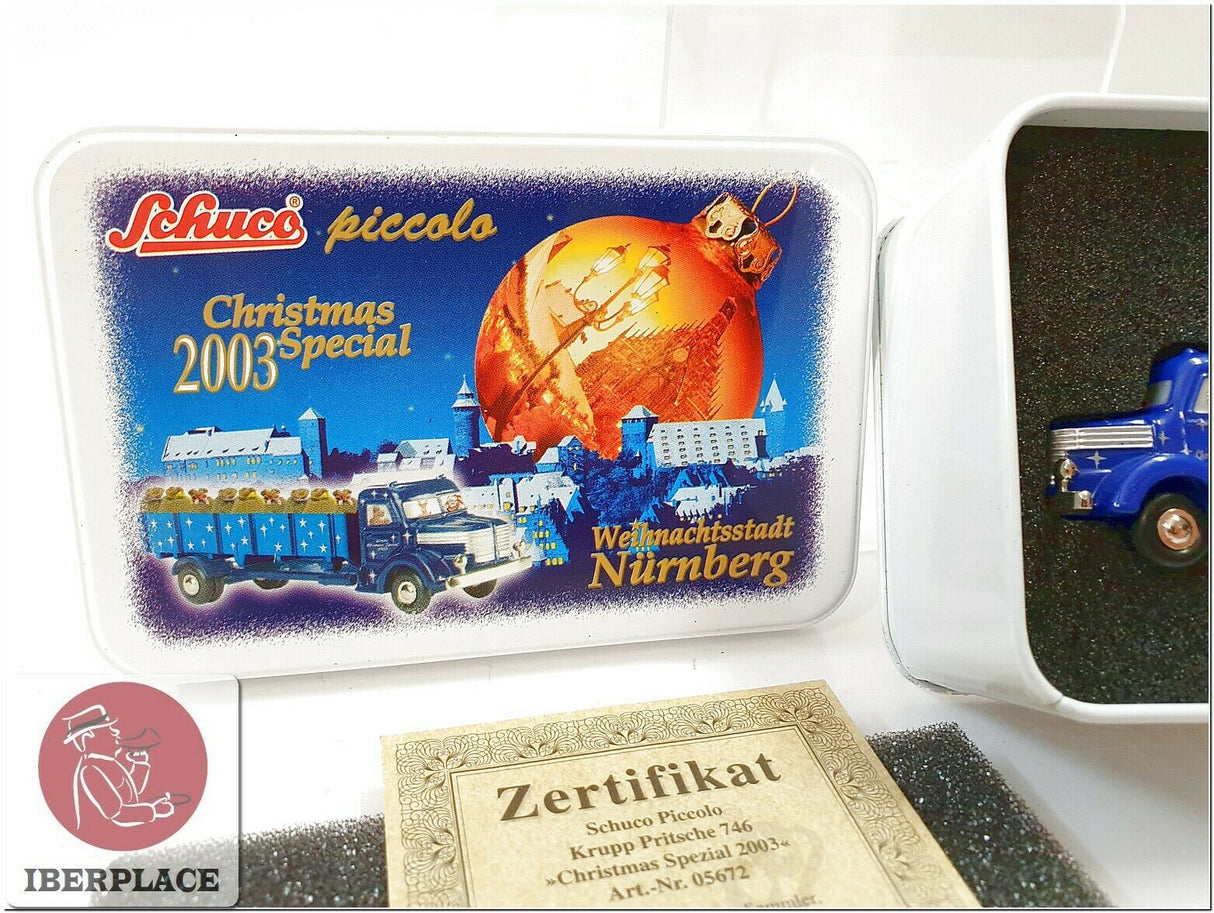 Schuco® piccolo
Christmas
2003 Special
Weihnachtsstadt
Nürnberg
Zertifikat
Schuco Piccolo
Krupp Pritsche 746
»Christmas Spezial 2003«
Art.-Nr. 05672
Sammler,
IBERPLACE